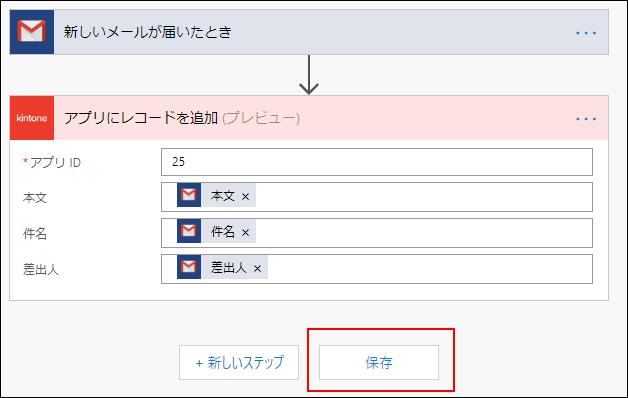 新しいメールが届いたとき
kintone アプリにレコードを追加 (プレビュー)
*アプリ ID 25
本文 本文 ×
件名 件名 ×
差出人 差出人 ×
+ 新しいステップ 保存